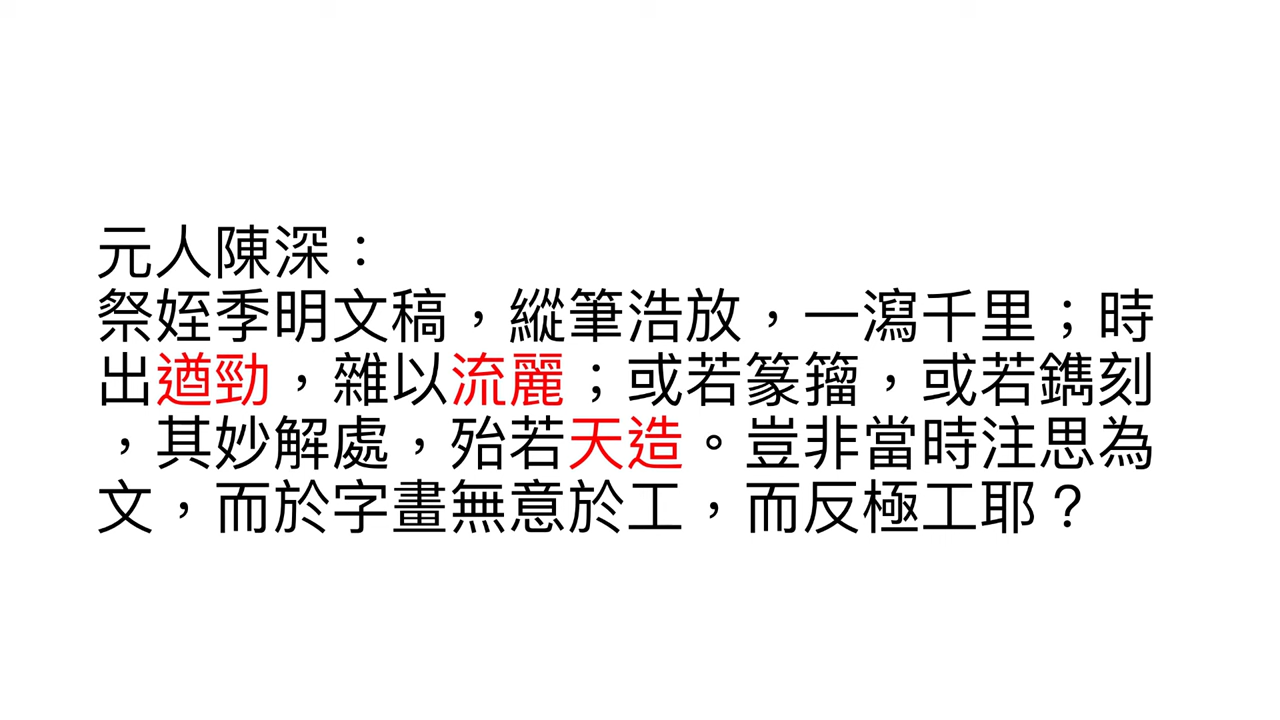 元人陳深：
祭姪季明文稿，縱筆浩放，一瀉千里；時
出遒勁，雜以流麗；或若篆籀，或若鐫刻
，其妙解處，殆若天造。豈非當時注思為
文，而於字畫無意於工，而反極工耶？